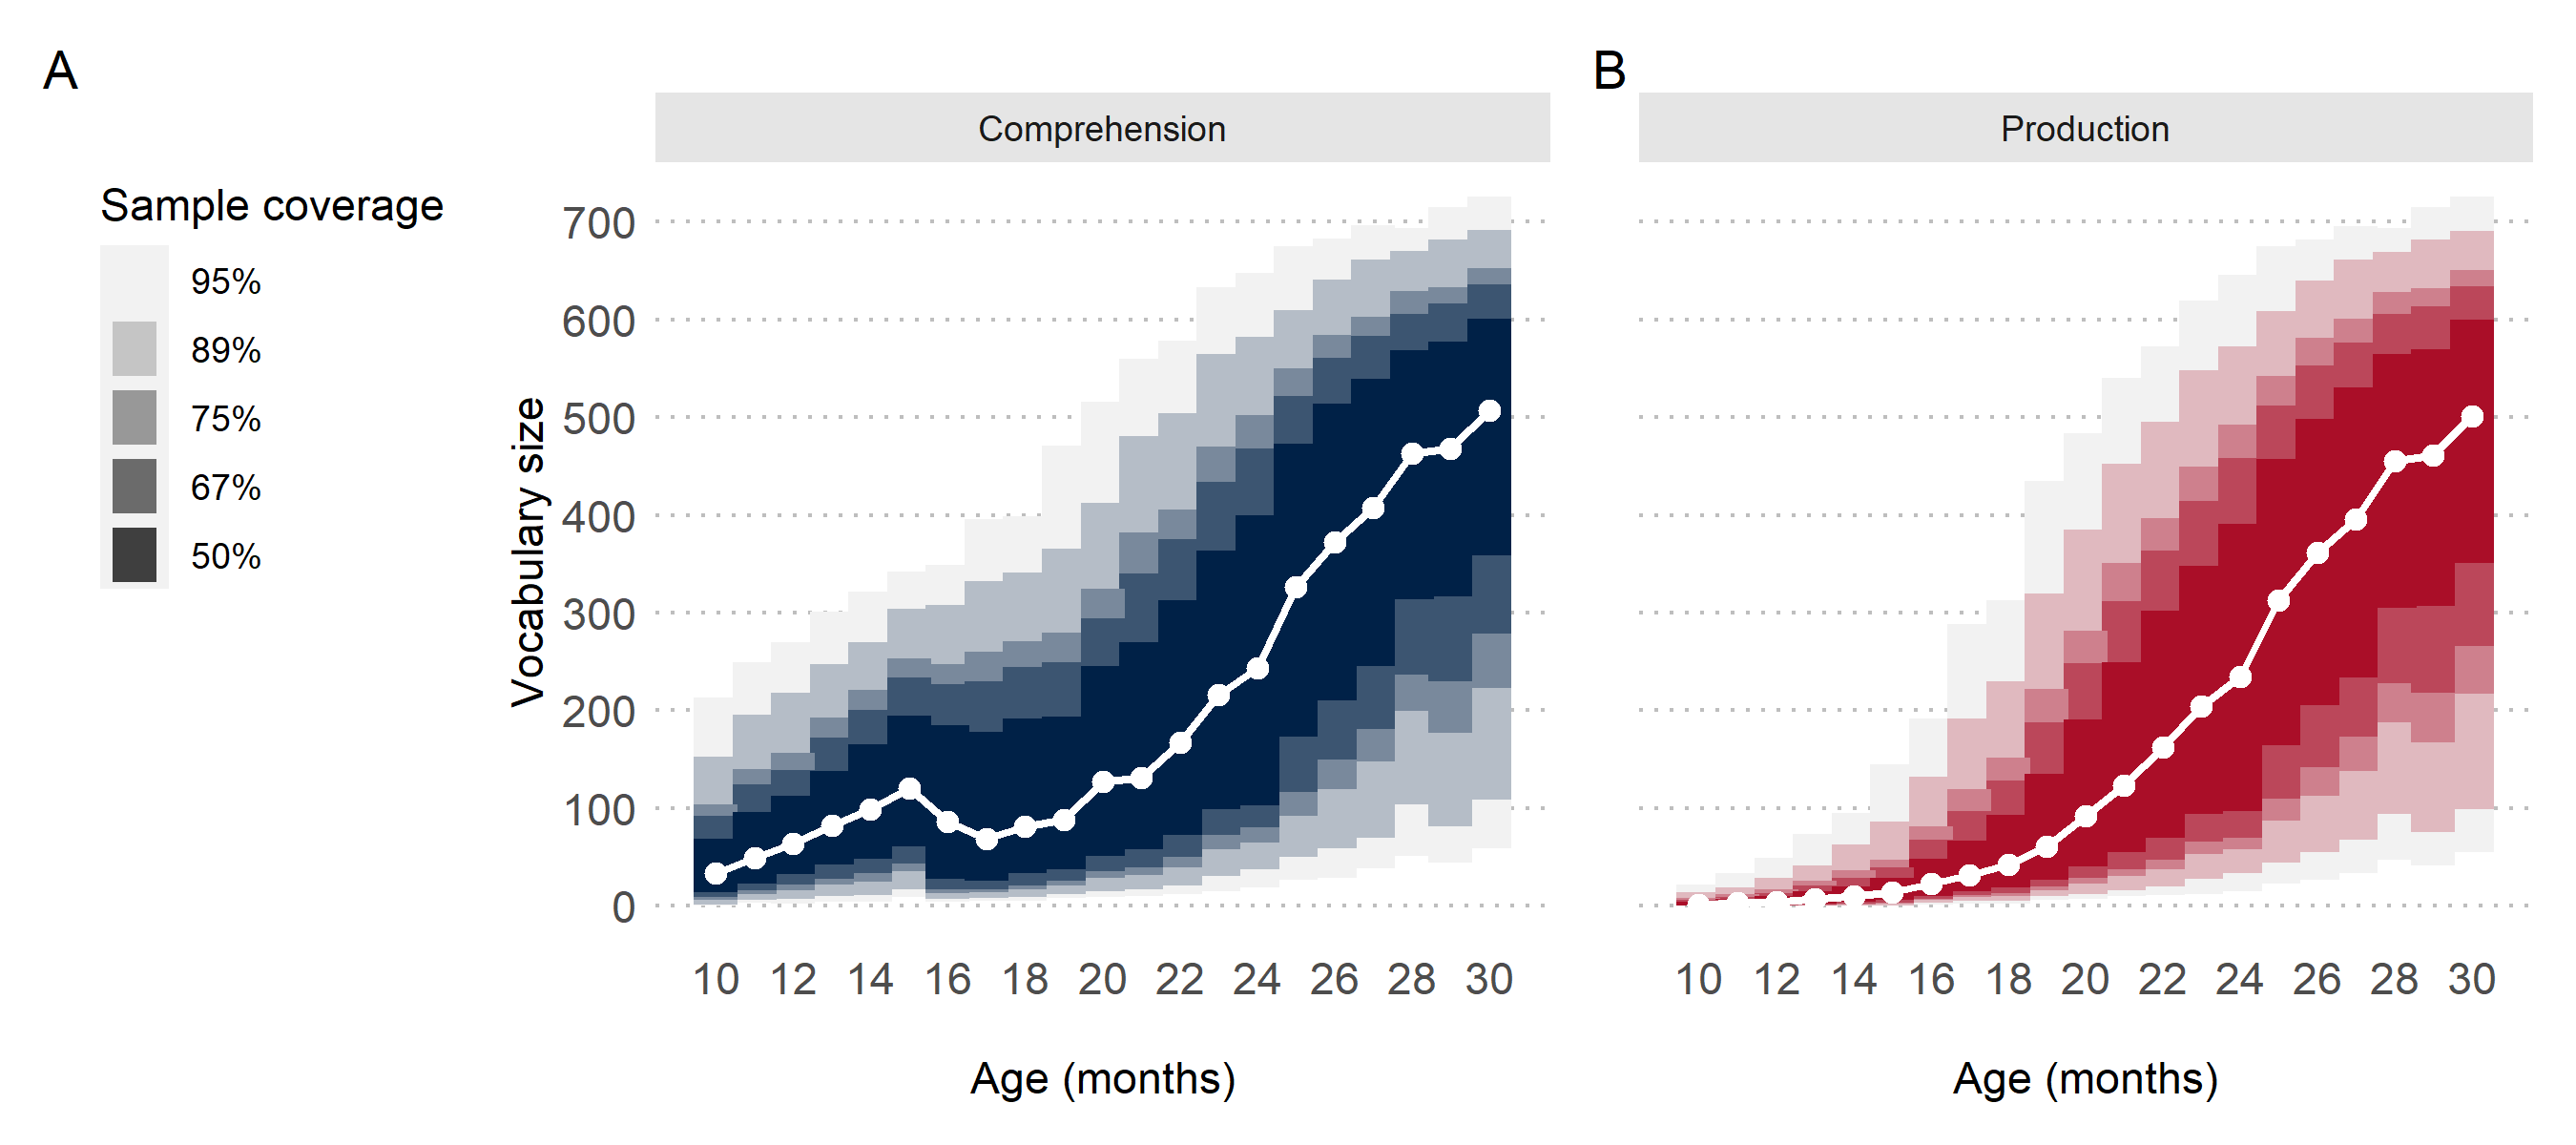 A
B
Comprehension
Production
Sample coverage
95%
89%
75%
67%
50%
Vocabulary size
700
600
500
400
300
200
100
0
10 12 14 16 18 20 22 24 26 28 30
10 12 14 16 18 20 22 24 26 28 30
Age (months)
Age (months)